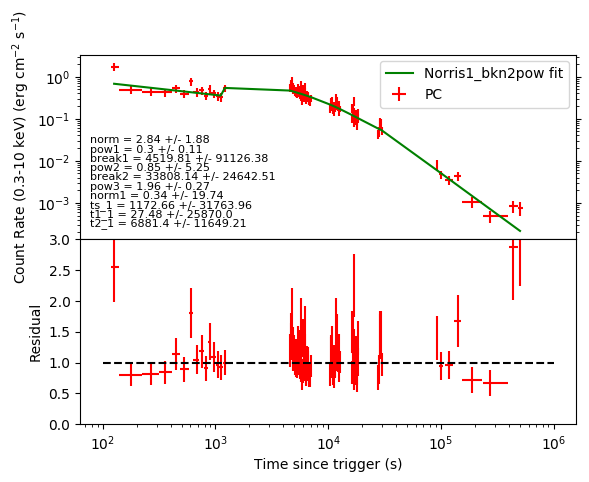 Norris1_bkn2pow fit
PC
Count Rate (0.3-10 keV) (erg cm⁻² s⁻¹)
10⁰
10⁻¹
10⁻²
10⁻³
norm = 2.84 +/- 1.88
pow1 = 0.3 +/- 0.11
break1 = 4519.81 +/- 91126.38
pow2 = 0.85 +/- 5.25
break2 = 33808.14 +/- 24642.51
pow3 = 1.96 +/- 0.27
norm1 = 0.34 +/- 19.74
ts_1 = 1172.66 +/- 31763.96
t1_1 = 27.48 +/- 25870.0
t2_1 = 6881.4 +/- 11649.21
Residual
3.0
2.5
2.0
1.5
1.0
0.5
0.0
10² 10³ 10⁴ 10⁵ 10⁶
Time since trigger (s)